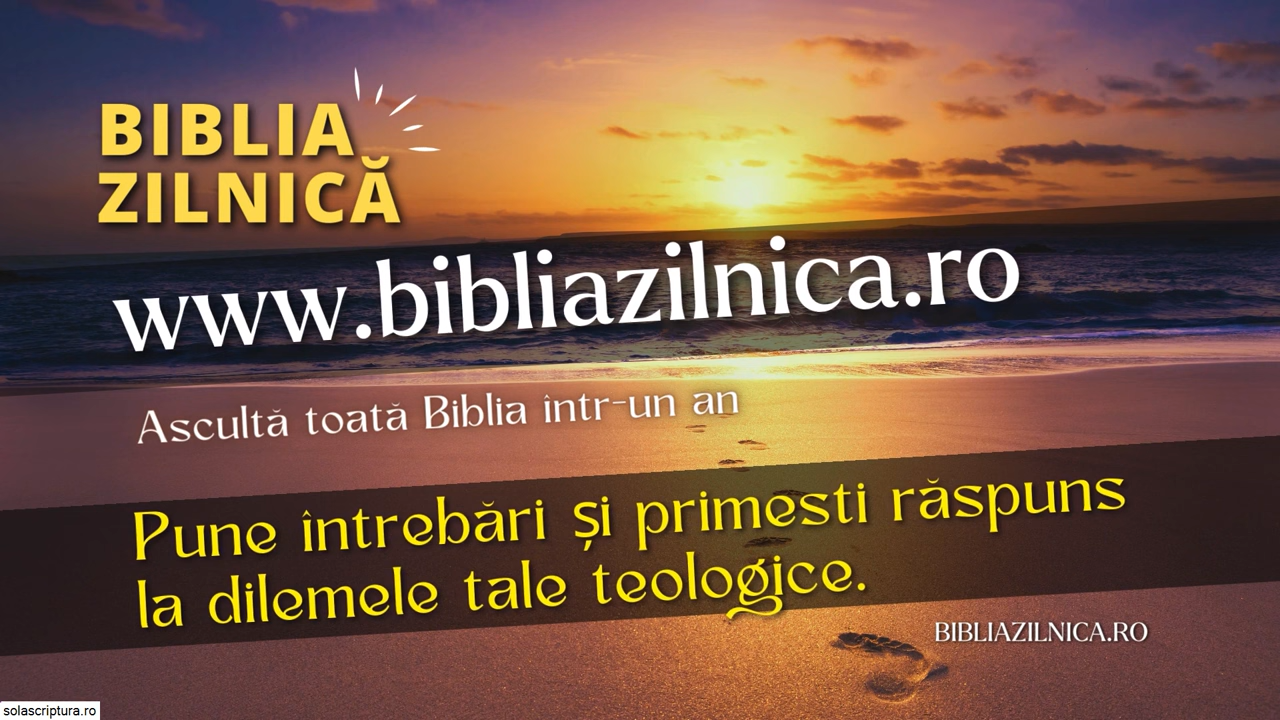 BIBLIA
ZILNICĂ
www.bibliazilnica.ro
Ascultă toată Biblia într-un an
Pune întrebări și primesti răspuns
la dilemele tale teologice.
BIBLIAZILNICA.RO
solascriptura.ro